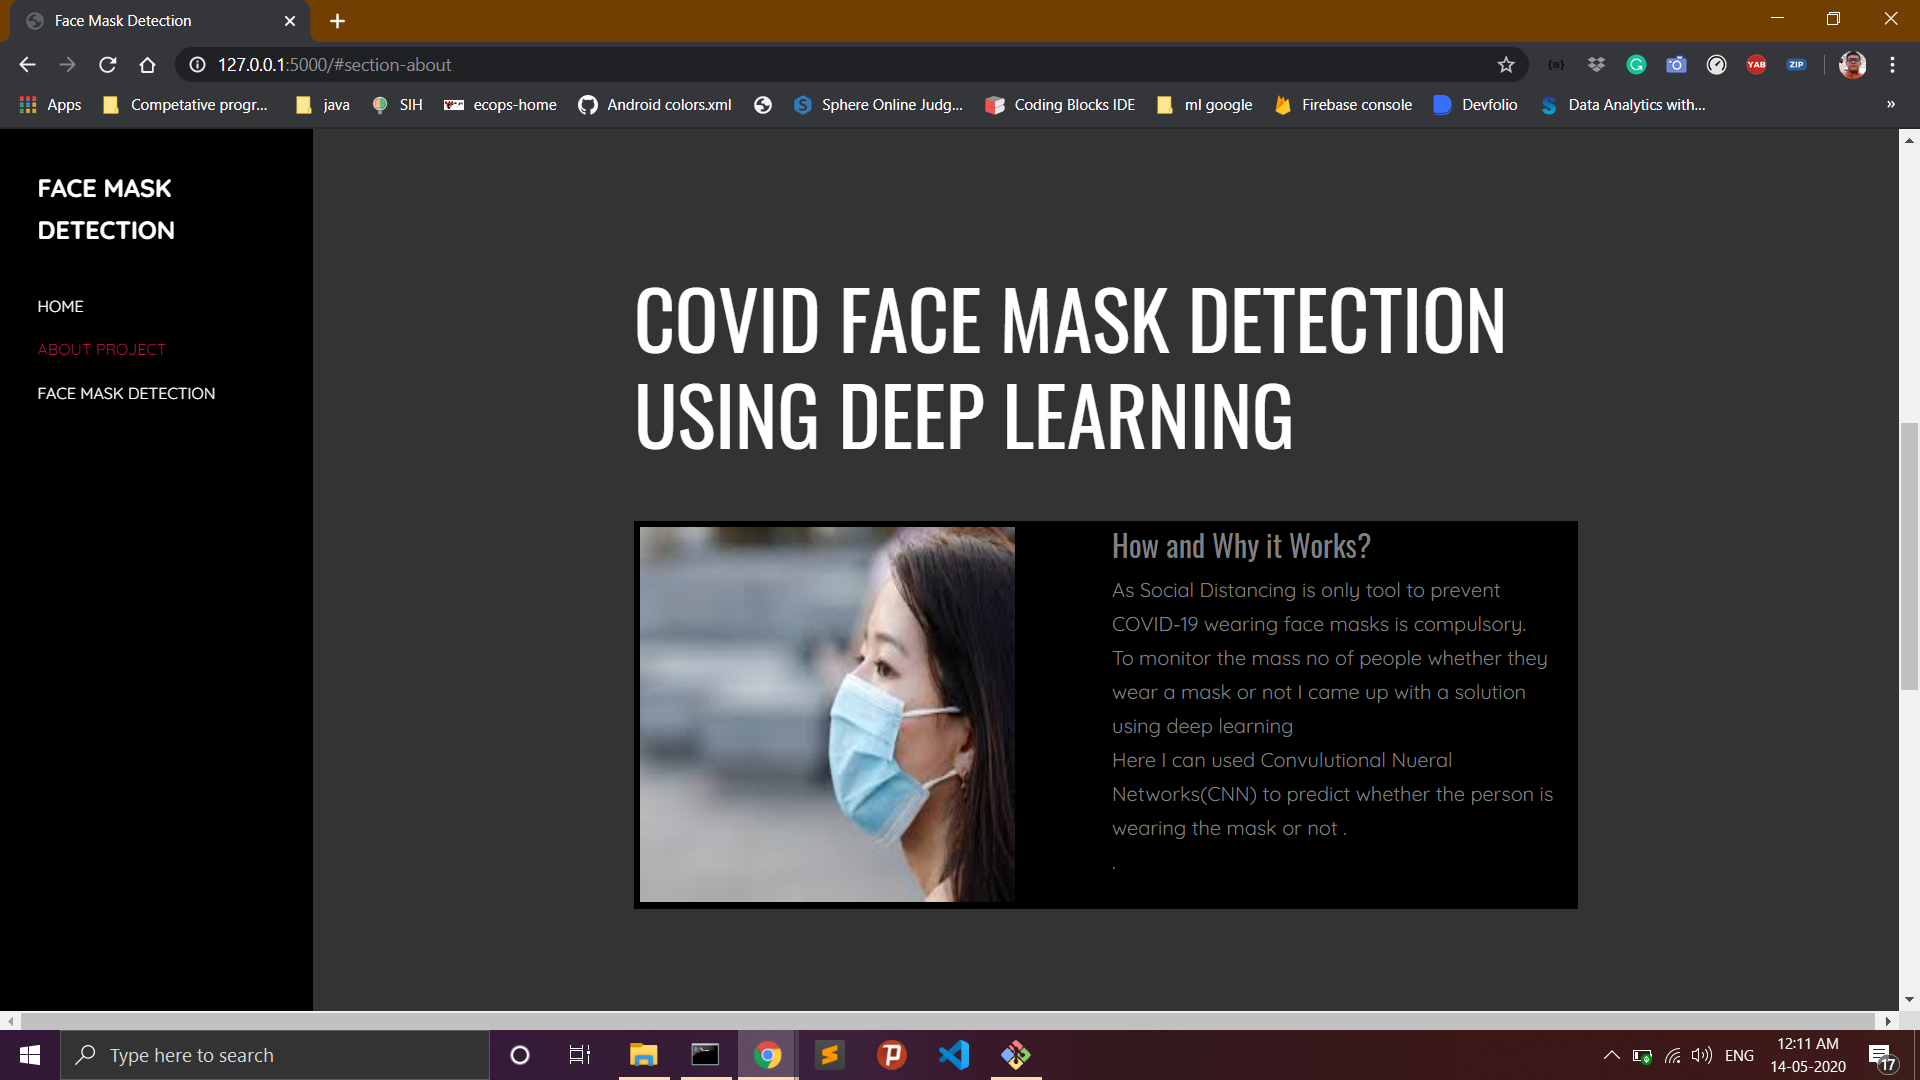 Face Mask Detection
127.0.0.1:5000/#section-about
YAB
ZIP
Apps
Competative progr...
java
SIH
ecops-home
Android colors.xml
Sphere Online Judg...
Coding Blocks IDE
ml google
Firebase console
Devfolio
Data Analytics with...
»
FACE MASK
DETECTION
HOME
ABOUT PROJECT
FACE MASK DETECTION
COVID FACE MASK DETECTION
USING DEEP LEARNING
How and Why it Works?
As Social Distancing is only tool to prevent
COVID-19 wearing face masks is compulsory.
To monitor the mass no of people whether they
wear a mask or not I came up with a solution
using deep learning
Here I can used Convulutional Nueral
Networks(CNN) to predict whether the person is
wearing the mask or not .
.
Type here to search
ENG
12:11 AM
14-05-2020
17